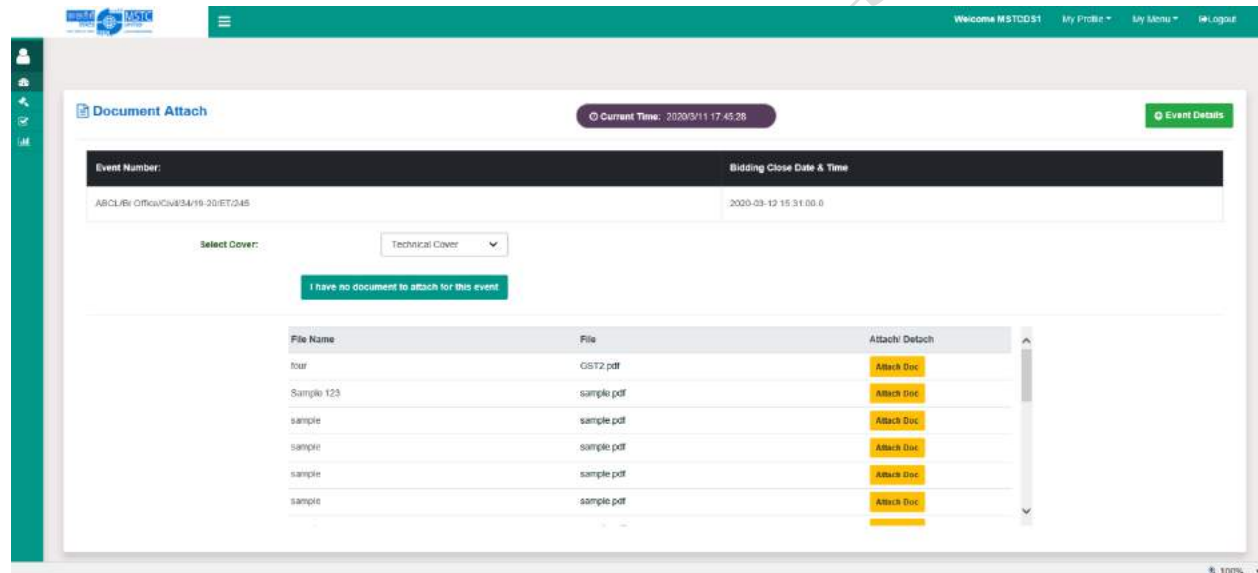 MSTC
Welcome MSTCDS1 My Profile My Menu Logout
Document Attach
Current Time: 2020/3/11 17:45:28
Event Details
Event Number: Bidding Close Date & Time
ABCL/Br Office/Civil/34/19-20/ET/245 2020-03-12 15:31:00.0
Select Cover: Technical Cover
I have no document to attach for this event
File Name File Attach/ Detach
four GST2.pdf Attach Doc
Sample 123 sample.pdf Attach Doc
sample sample.pdf Attach Doc
sample sample.pdf Attach Doc
sample sample.pdf Attach Doc
sample sample.pdf Attach Doc
100%